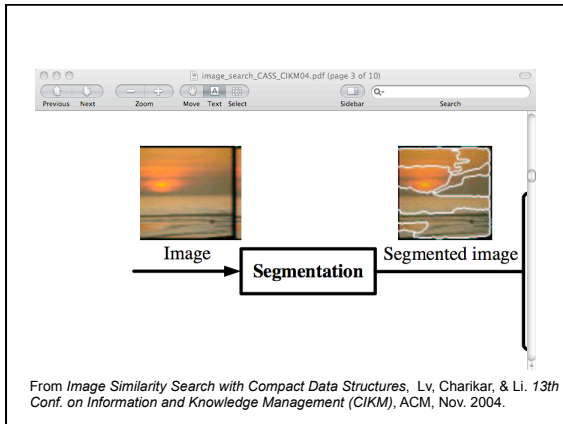 image_search_CASS_CIKM04.pdf (page 3 of 10)
Previous Next Zoom Move Text Select Sidebar Search
Image
Segmentation
Segmented image
From Image Similarity Search with Compact Data Structures, Lv, Charikar, & Li. 13th
Conf. on Information and Knowledge Management (CIKM), ACM, Nov. 2004.